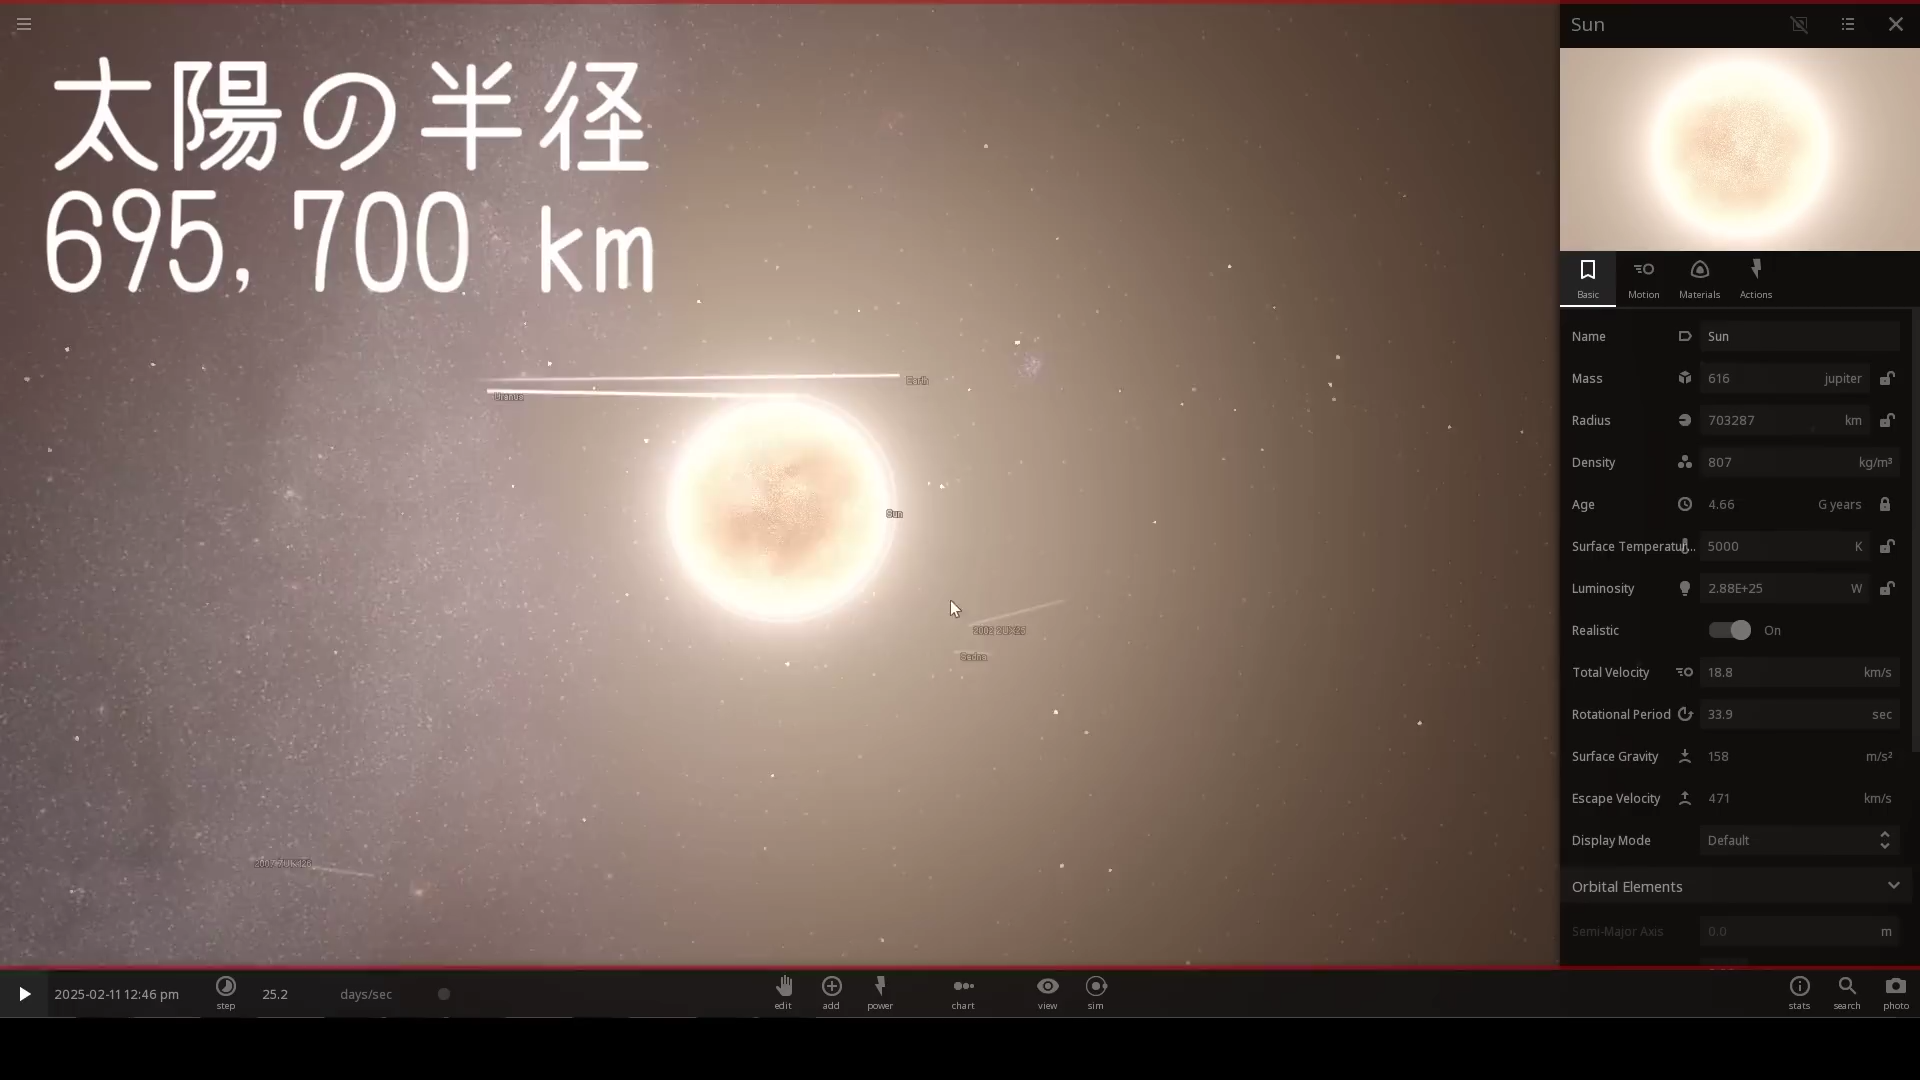 太陽の半径
695,700 km
Sun
Basic
Motion
Materials
Actions
Name Sun
Mass 616 jupiter
Radius 703287 km
Density 807 kg/m³
Age 4.66 G years
Surface Temperatur... 5000 K
Luminosity 2.88E+25 W
Realistic On
Total Velocity 18.8 km/s
Rotational Period 33.9 sec
Surface Gravity 158 m/s²
Escape Velocity 471 km/s
Display Mode Default
Orbital Elements
Semi-Major Axis 0.0 m
Earth
Uranus
Sun
Sedna
2025-02-11 12:46 pm
step
25.2 days/sec
edit
add
power
chart
view
sim
stats
search
photo